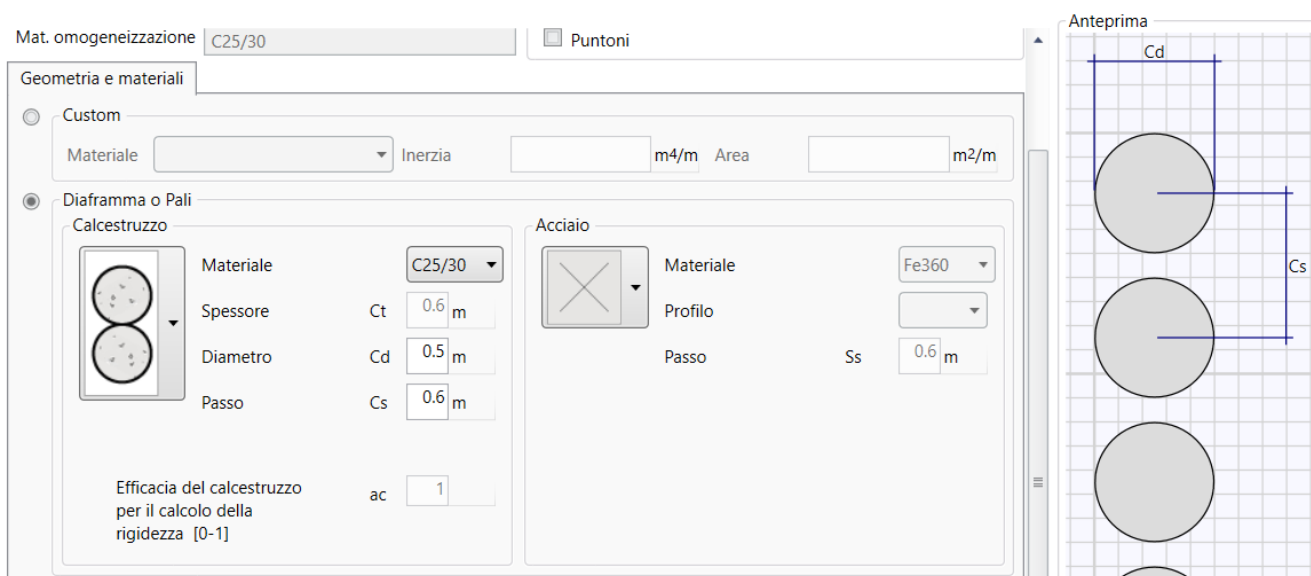 Mat. omogeneizzazione C25/30 Puntoni
Geometria e materiali
Custom
Materiale Inerzia m4/m Area m2/m
Diaframma o Pali
Calcestruzzo
Materiale C25/30
Spessore Ct 0.6 m
Diametro Cd 0.5 m
Passo Cs 0.6 m
Efficacia del calcestruzzo
per il calcolo della
rigidezza [0-1]
ac 1
Acciaio
Materiale Fe360
Profilo
Passo Ss 0.6 m
Anteprima
Cd
Cs